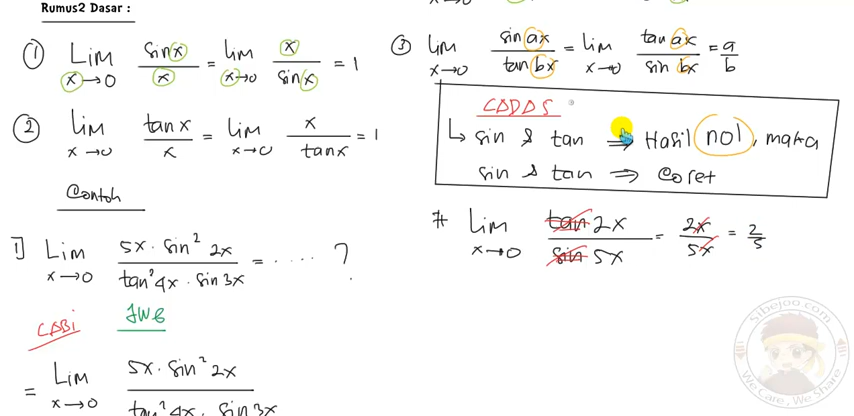 Rumus2 Dasar :
① Lim x→0 sin x / x = lim x→0 x / sin x = 1
② lim x→0 tan x / x = lim x→0 x / tan x = 1
Contoh
1] Lim x→0 5x · sin² 2x / tan² 4x · sin 3x = ..... ?
CABi JWB
= Lim x→0 5x · sin² 2x / tan² 4x · sin 3x
③ lim x→0 sin ax / tan bx = lim x→0 tan ax / sin bx = a / b
CADAS
↳ sin & tan ⇒ Hasil nol, maka
sin & tan ⇒ Coret
Lim x→0 tan 2x / sin 5x = 2x / 5x = 2 / 5
Sibejoo.com
We Care, We Share